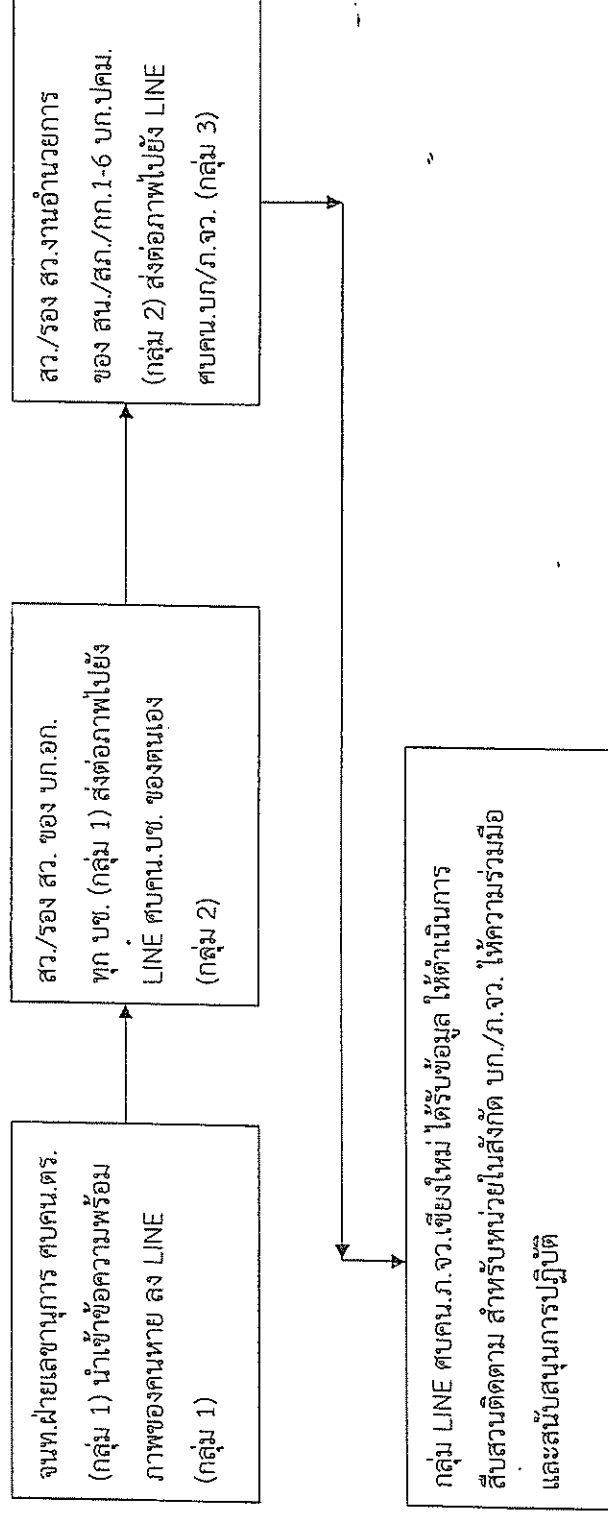 จนท.ฝ่ายเลขานุการ ศบคน.ตร.
(กลุ่ม 1) นำเข้าข้อความพร้อม
ภาพของคนหาย ลง LINE
(กลุ่ม 1)
สว./รอง สว. ของ บก.อก.
ทุก บช. (กลุ่ม 1) ส่งต่อภาพไปยัง
LINE ศบคน.บช. ของตนเอง
(กลุ่ม 2)
สว./รอง สว.งานอำนวยการ
ของ สน./สภ./กก.1-6 บก.ปคม.
(กลุ่ม 2) ส่งต่อภาพไปยัง LINE
ศบคน.บก/ภ.จว. (กลุ่ม 3)
กลุ่ม LINE ศบคน.ภ.จว.เชียงใหม่ ได้รับข้อมูล ให้ดำเนินการ
สืบสวนติดตาม สำหรับหน่วยในสังกัด บก./ภ.จว. ให้ความร่วมมือ
และสนับสนุนการปฏิบัติ